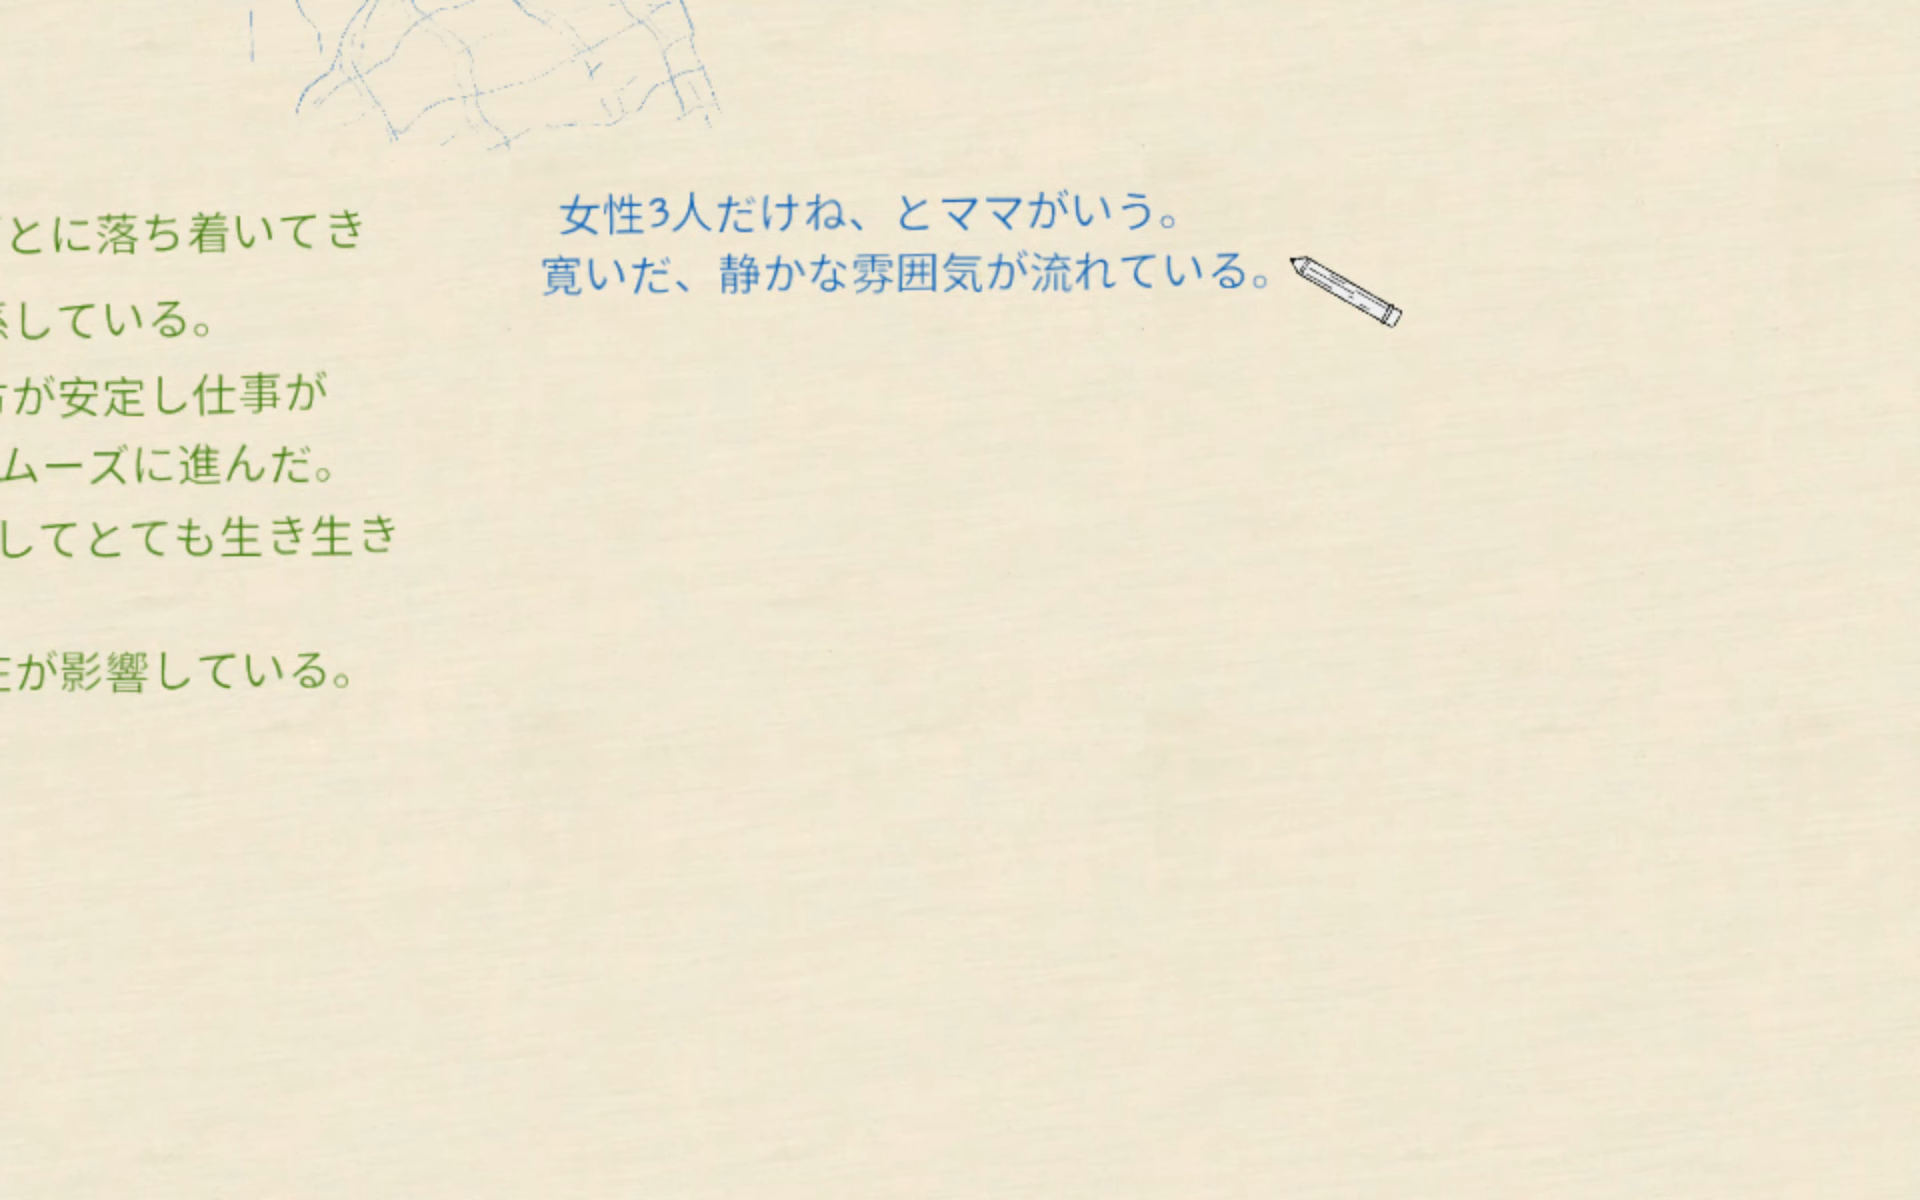 とに落ち着いてき
している。
が安定し仕事が
ムーズに進んだ。
してとても生き生き
が影響している。
女性3人だけね、とママがいう。
寛いだ、静かな雰囲気が流れている。